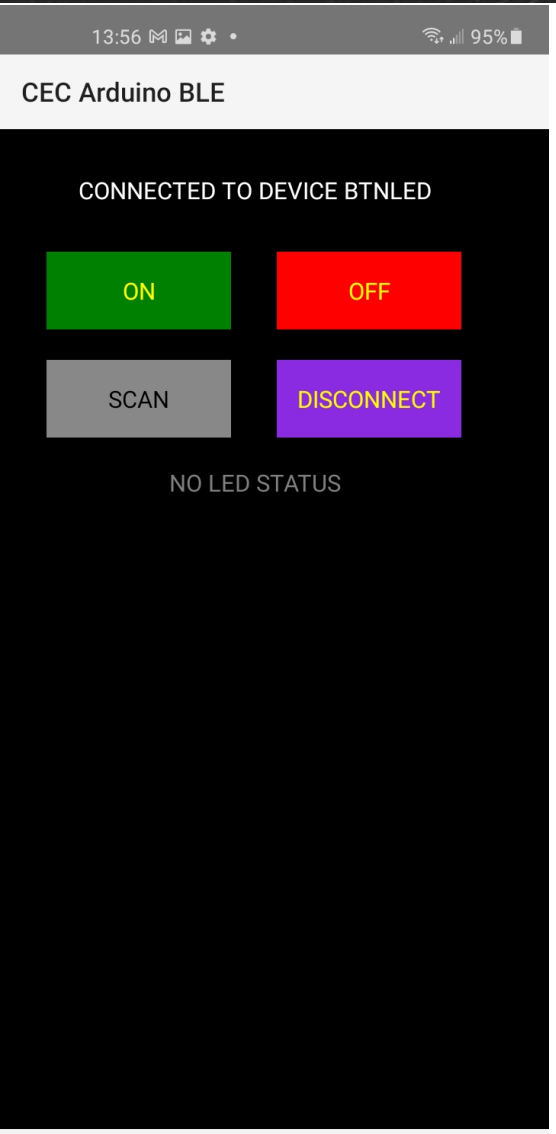 13:56 95%
CEC Arduino BLE
CONNECTED TO DEVICE BTNLED
ON OFF
SCAN DISCONNECT
NO LED STATUS